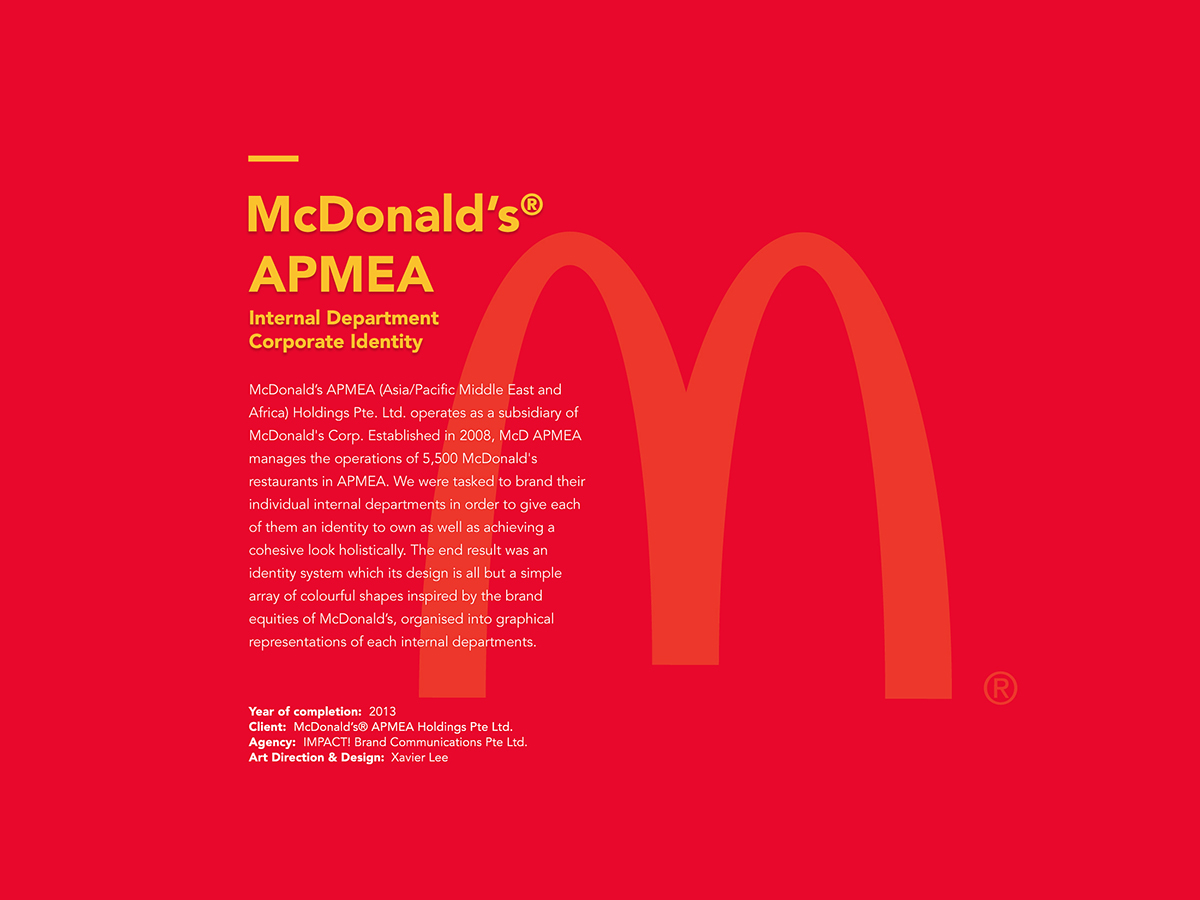 McDonald’s®
APMEA
Internal Department
Corporate Identity
McDonald’s APMEA (Asia/Pacific Middle East and
Africa) Holdings Pte. Ltd. operates as a subsidiary of
McDonald's Corp. Established in 2008, McD APMEA
manages the operations of 5,500 McDonald's
restaurants in APMEA. We were tasked to brand their
individual internal departments in order to give each
of them an identity to own as well as achieving a
cohesive look holistically. The end result was an
identity system which its design is all but a simple
array of colourful shapes inspired by the brand
equities of McDonald’s, organised into graphical
representations of each internal departments.
®
Year of completion: 2013
Client: McDonald’s® APMEA Holdings Pte Ltd.
Agency: IMPACT! Brand Communications Pte Ltd.
Art Direction & Design: Xavier Lee